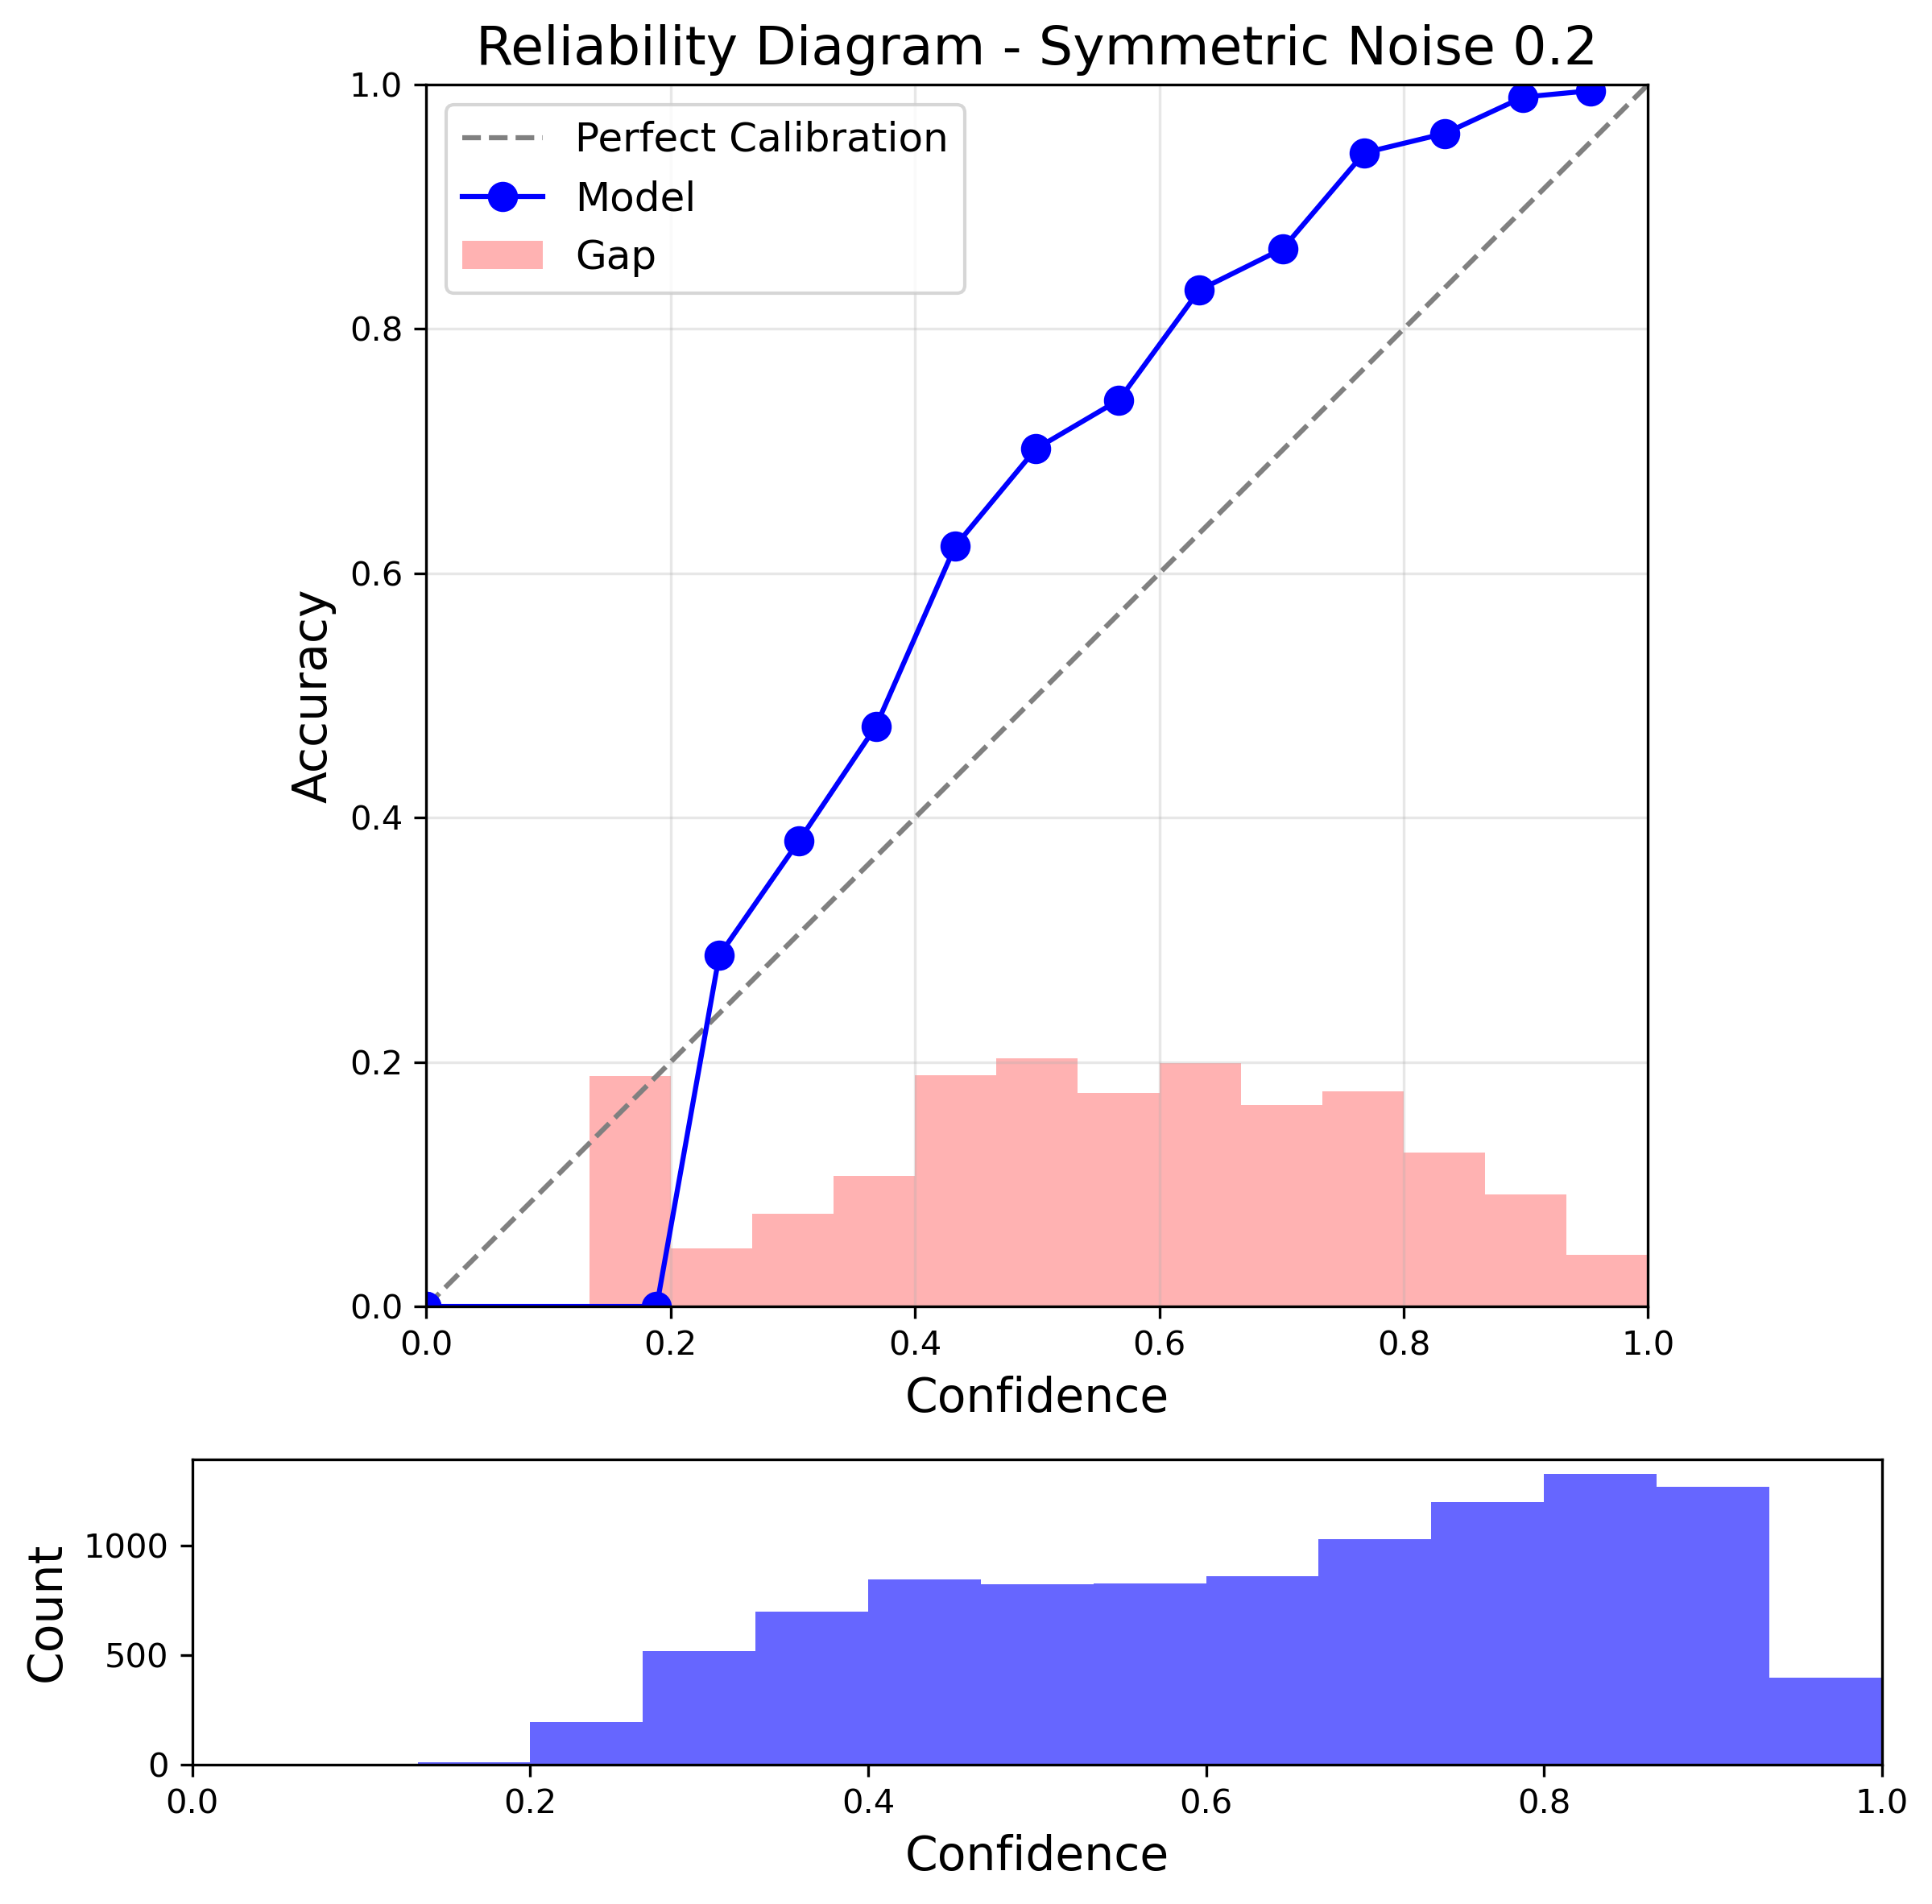 Reliability Diagram - Symmetric Noise 0.2
1.0
Perfect Calibration
Model
Gap
0.8
0.6
Accuracy
0.4
0.2
0.0
0.0 0.2 0.4 0.6 0.8 1.0
Confidence
1000
Count
500
0
0.0 0.2 0.4 0.6 0.8 1.0
Confidence